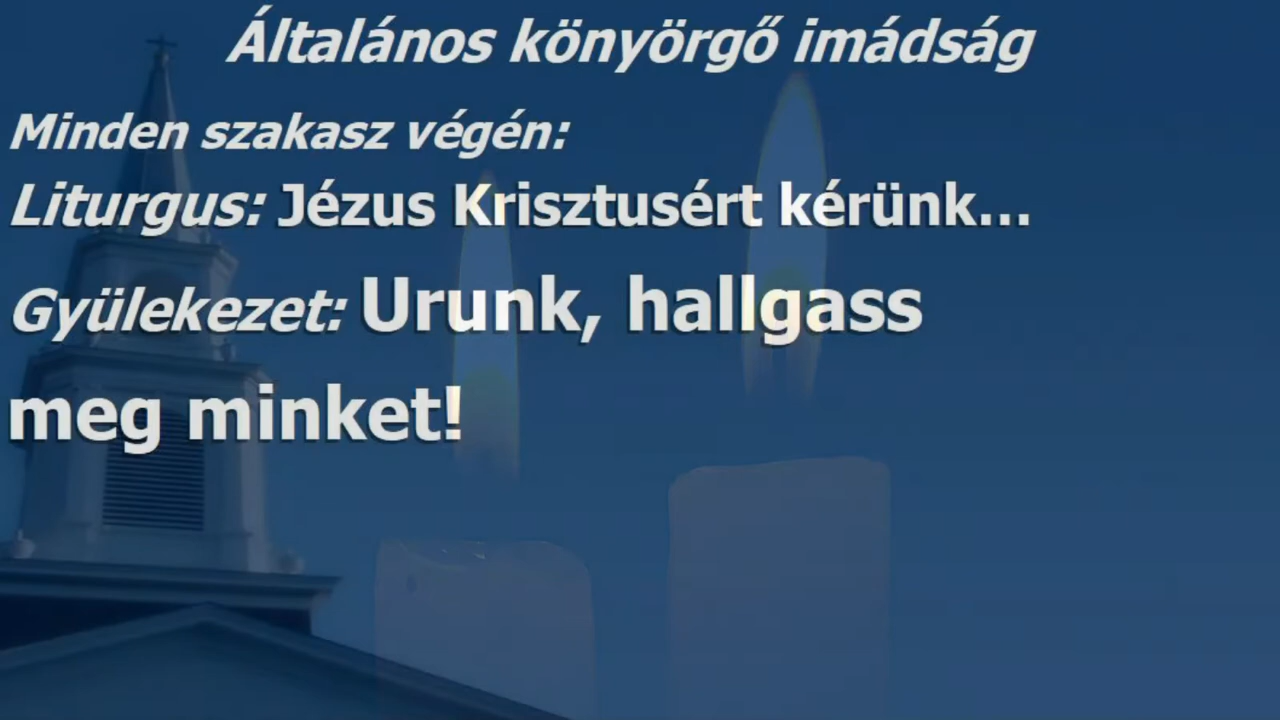 Általános könyörgő imádság
Minden szakasz végén:
Liturgus: Jézus Krisztusért kérünk…
Gyülekezet: Urunk, hallgass
meg minket!